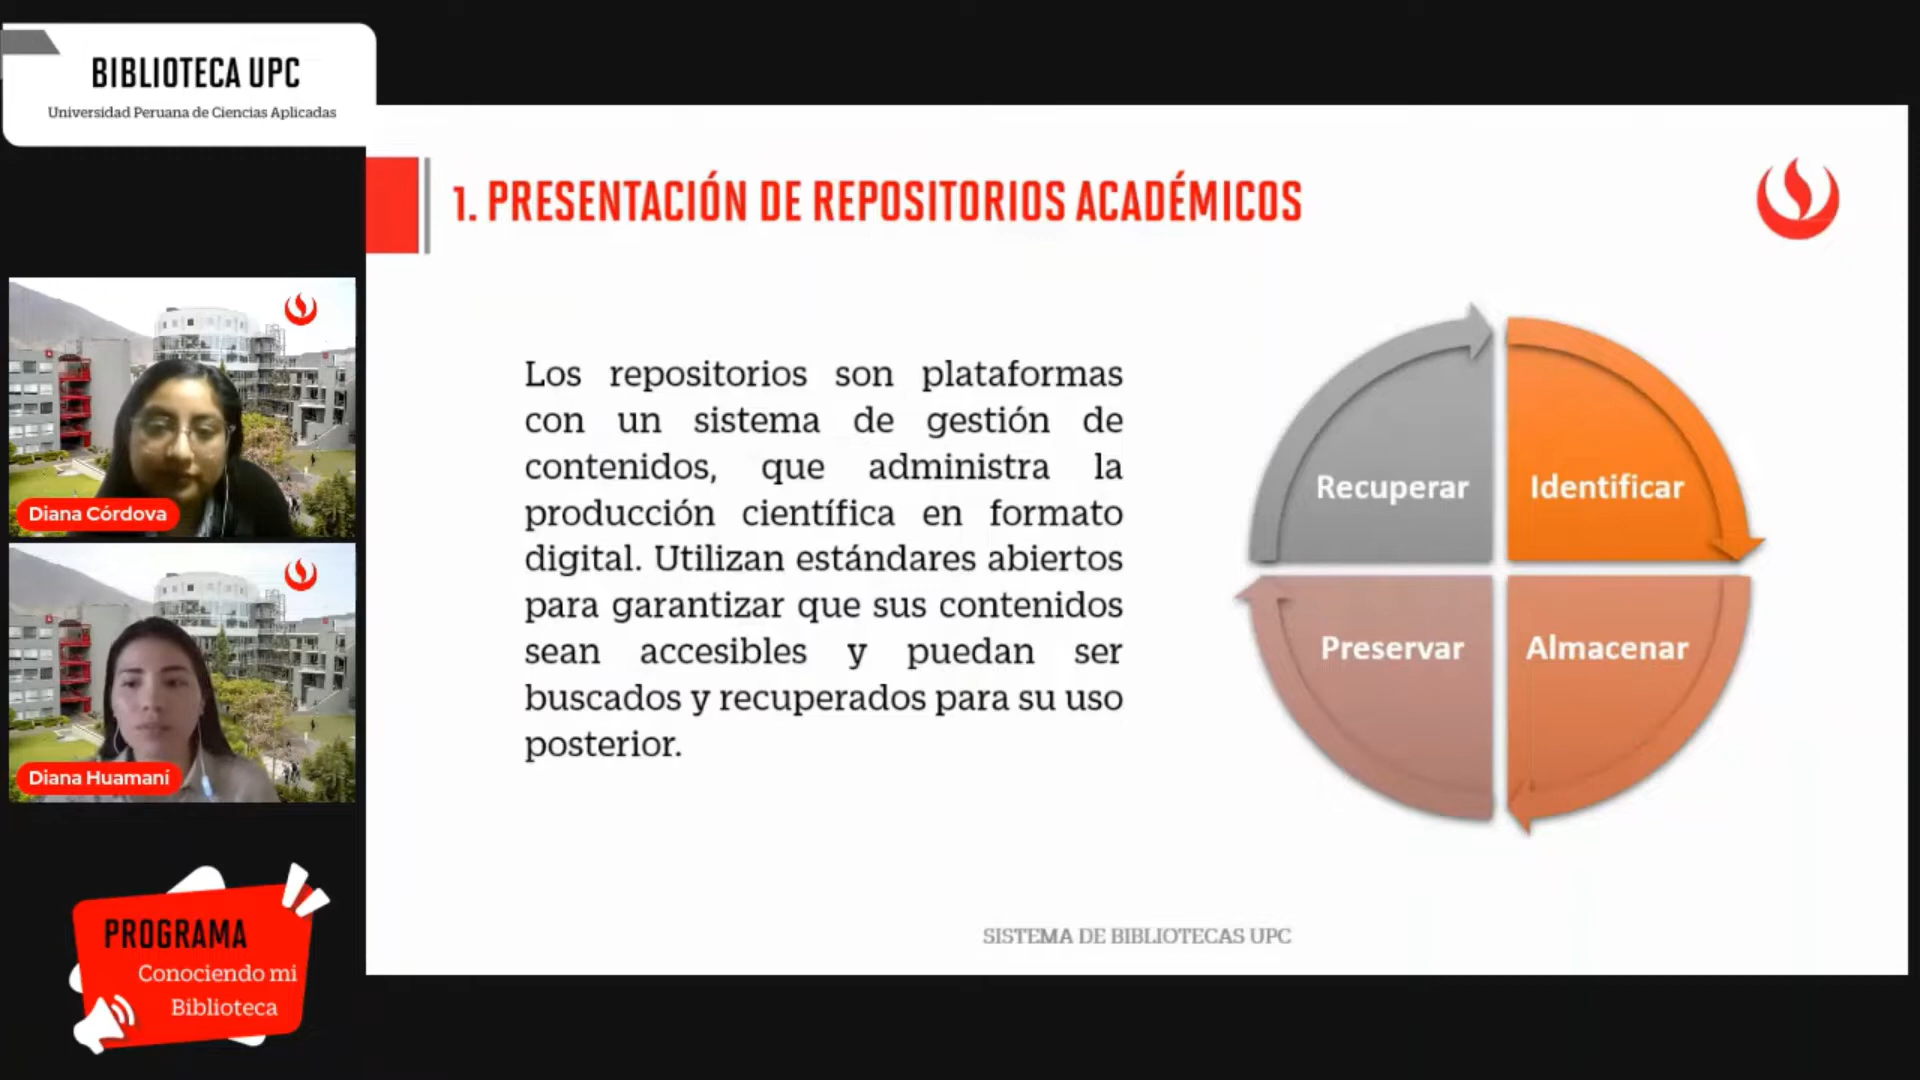 BIBLIOTECA UPC
Universidad Peruana de Ciencias Aplicadas
1. PRESENTACIÓN DE REPOSITORIOS ACADÉMICOS
Los repositorios son plataformas
con un sistema de gestión de
contenidos, que administra la
producción científica en formato
digital. Utilizan estándares abiertos
para garantizar que sus contenidos
sean accesibles y puedan ser
buscados y recuperados para su uso
posterior.
Recuperar
Identificar
Preservar
Almacenar
Diana Córdova
Diana Huamaní
PROGRAMA
Conociendo mi
Biblioteca
SISTEMA DE BIBLIOTECAS UPC